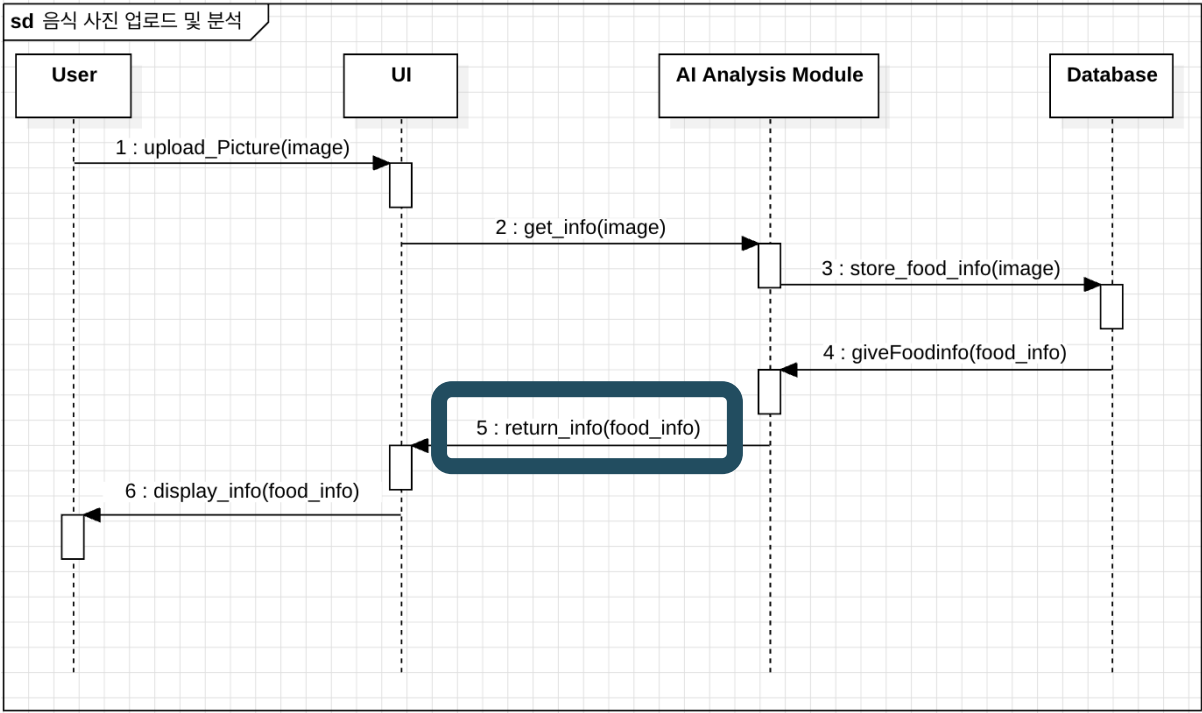 sd 음식 사진 업로드 및 분석
User
UI
AI Analysis Module
Database
1 : upload_Picture(image)
2 : get_info(image)
3 : store_food_info(image)
4 : giveFoodinfo(food_info)
5 : return_info(food_info)
6 : display_info(food_info)